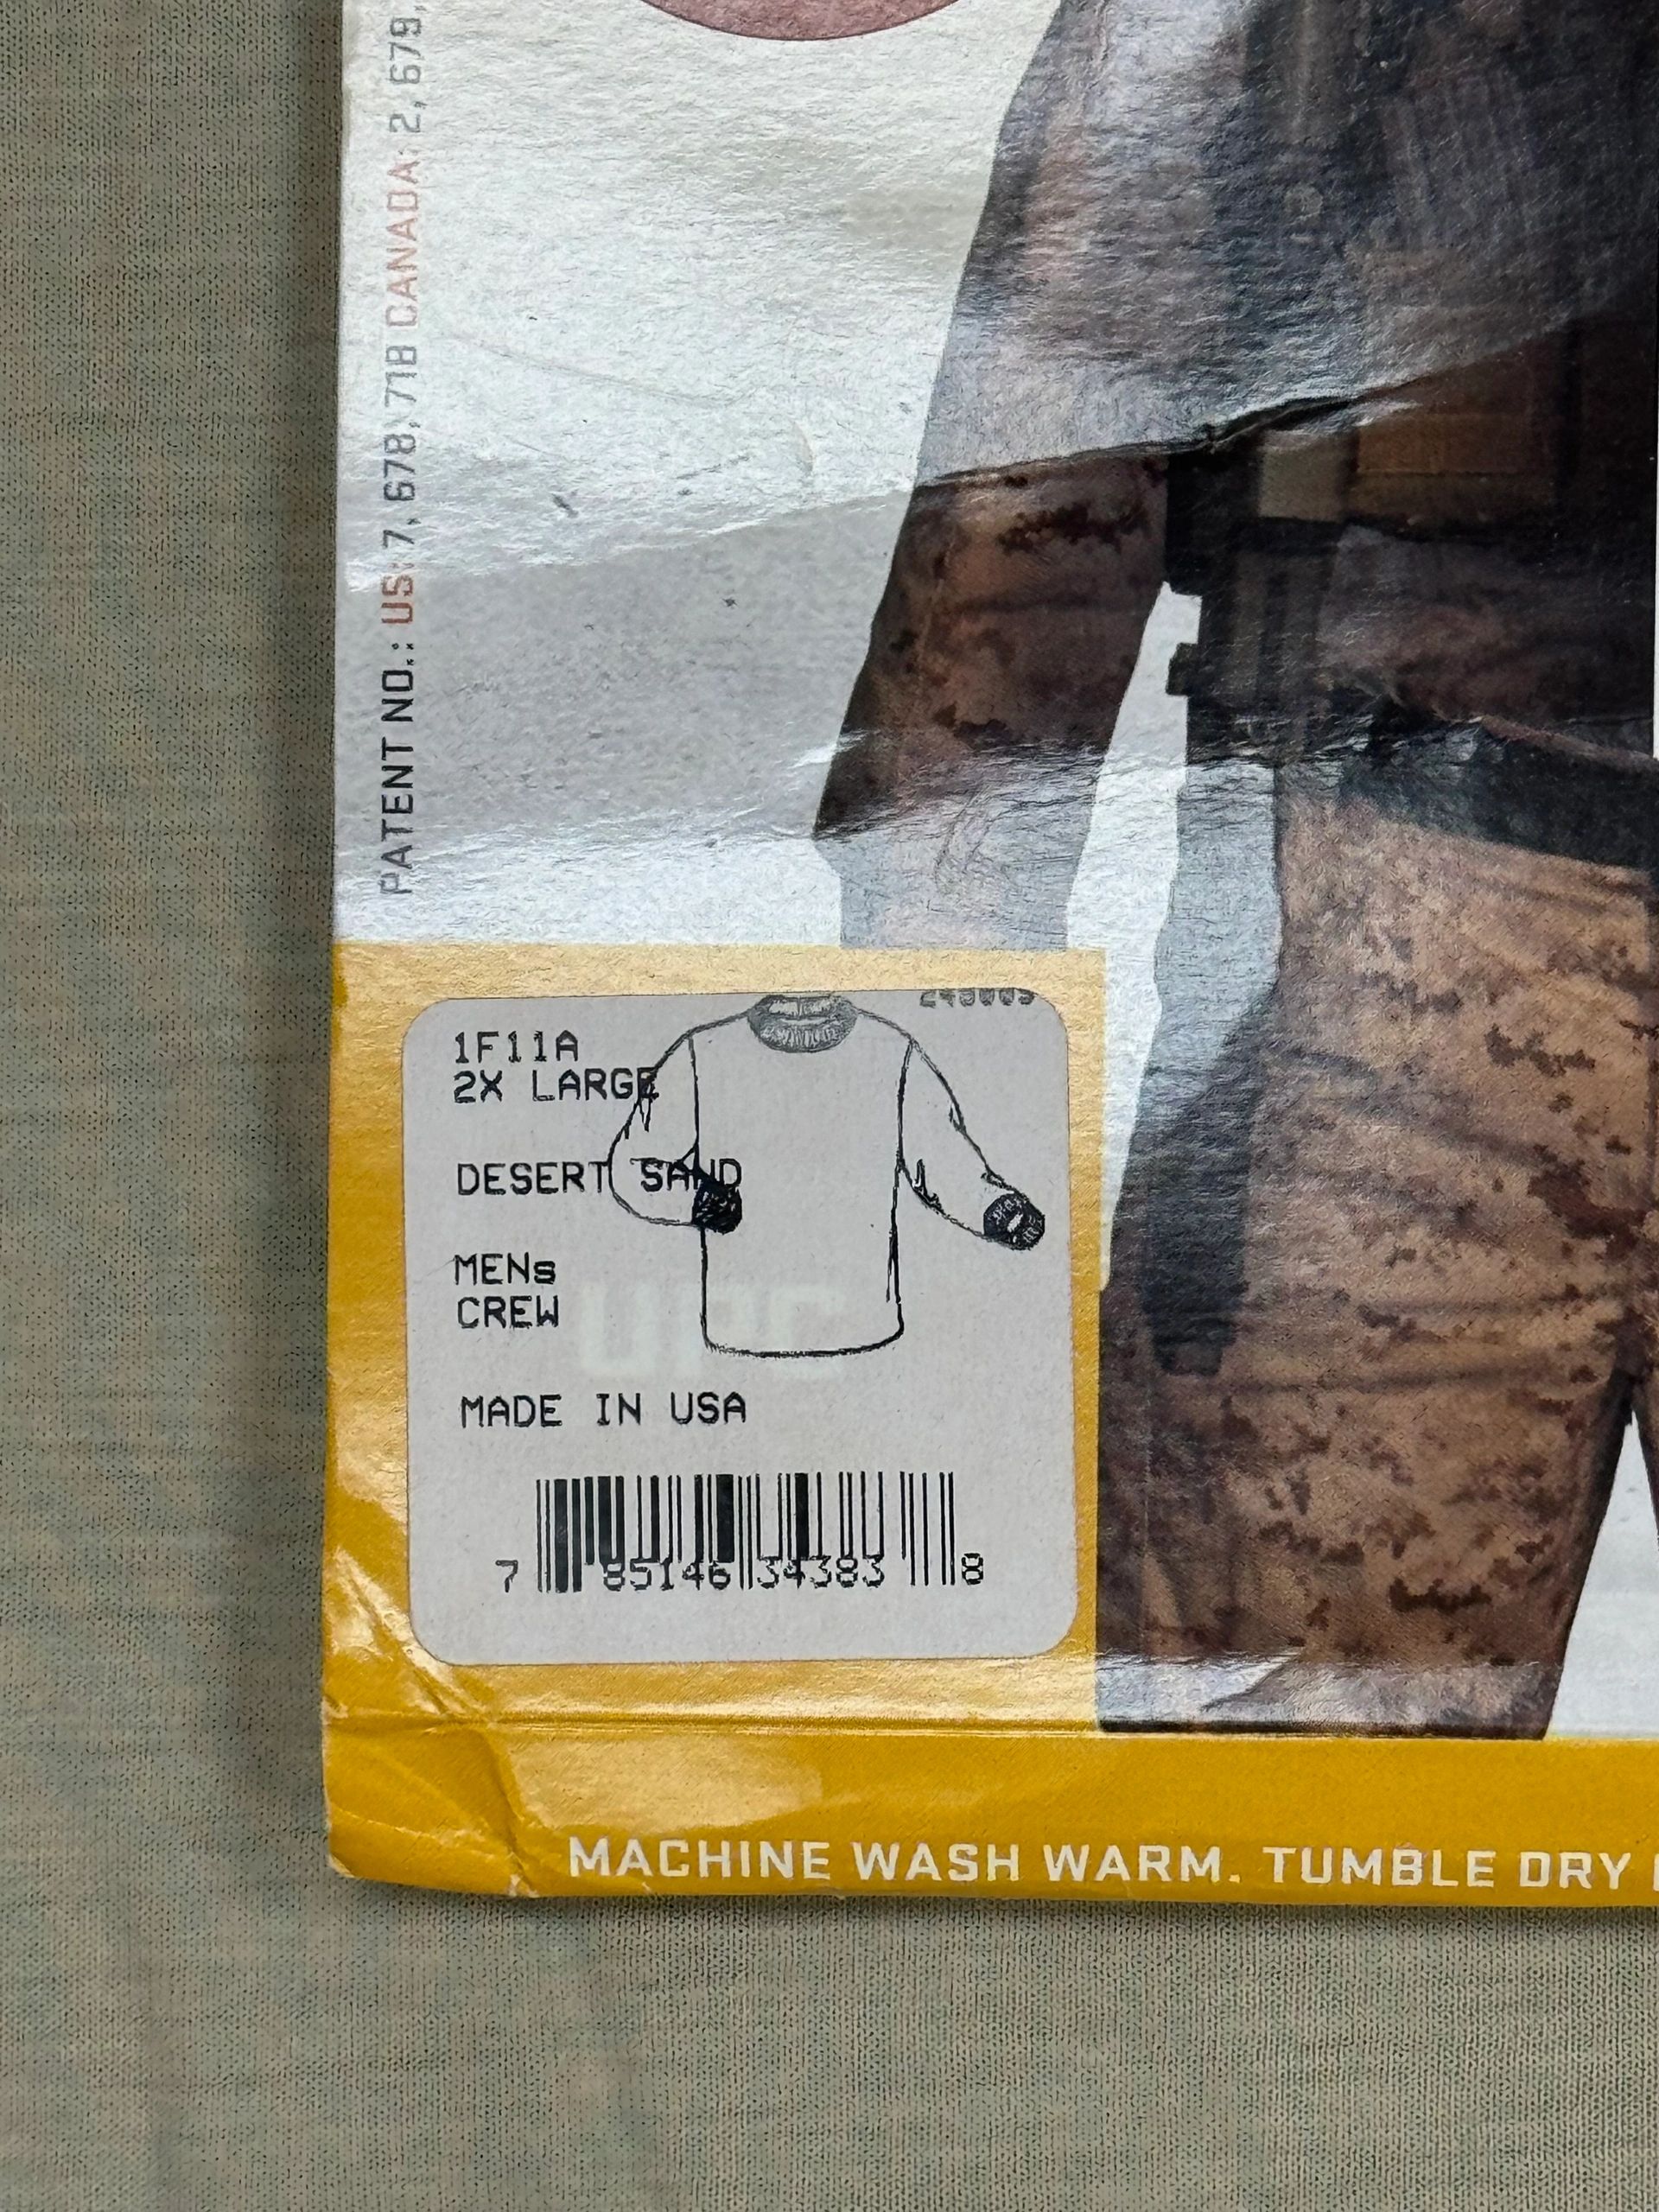 PATENT NO.: US: 7, 678, 718 CANADA: 2, 679,
1F11A
2X LARGE
DESERT SAND
MENs
CREW
UPC
MADE IN USA
7 85146 34383 8
MACHINE WASH WARM. TUMBLE DRY